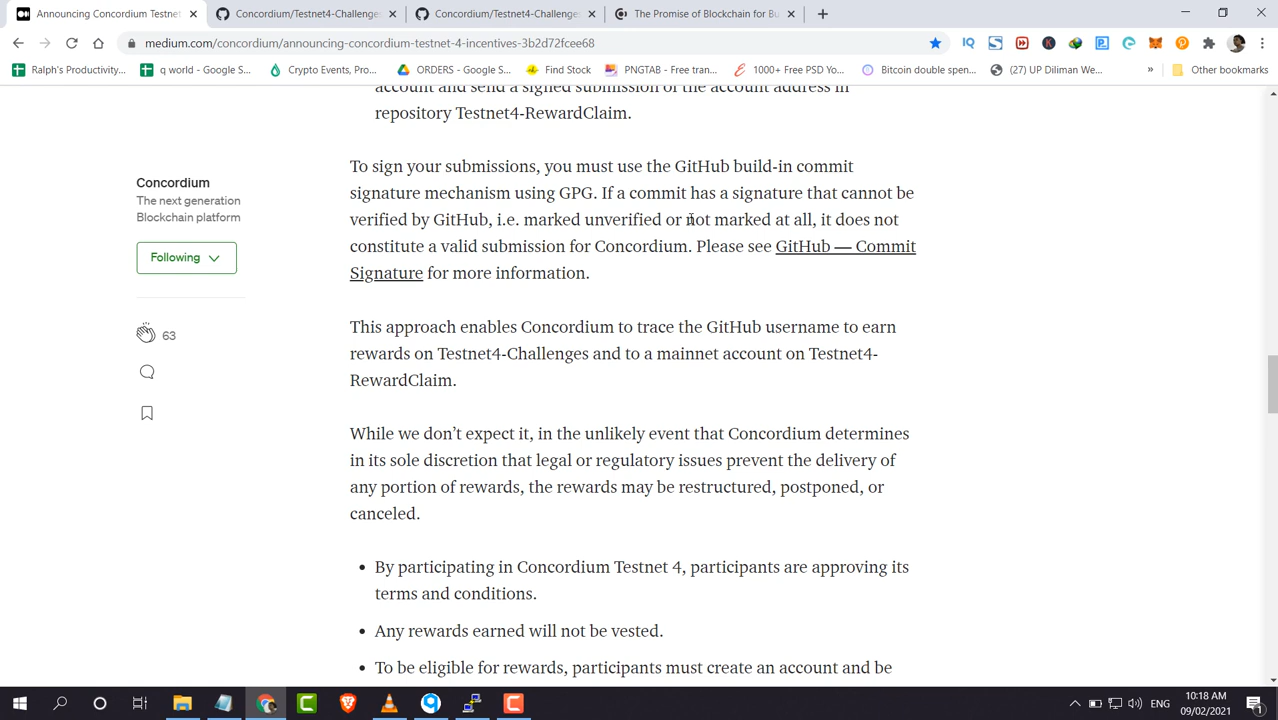 Announcing Concordium Testnet
Concordium/Testnet4-Challenges
Concordium/Testnet4-Challenges
The Promise of Blockchain for Bu
medium.com/concordium/announcing-concordium-testnet-4-incentives-3b2d72fcee68
Ralph's Productivity...
q world - Google S...
Crypto Events, Pro...
ORDERS - Google S...
Find Stock
PNGTAB - Free tran...
1000+ Free PSD Yo...
Bitcoin double spen...
(27) UP Diliman We...
»
Other bookmarks
account and send a signed submission of the account address in
repository Testnet4-RewardClaim.
To sign your submissions, you must use the GitHub build-in commit
signature mechanism using GPG. If a commit has a signature that cannot be
verified by GitHub, i.e. marked unverified or not marked at all, it does not
constitute a valid submission for Concordium. Please see GitHub — Commit
Signature for more information.
Concordium
The next generation
Blockchain platform
Following
63
This approach enables Concordium to trace the GitHub username to earn
rewards on Testnet4-Challenges and to a mainnet account on Testnet4-
RewardClaim.
While we don't expect it, in the unlikely event that Concordium determines
in its sole discretion that legal or regulatory issues prevent the delivery of
any portion of rewards, the rewards may be restructured, postponed, or
canceled.
• By participating in Concordium Testnet 4, participants are approving its
terms and conditions.
• Any rewards earned will not be vested.
• To be eligible for rewards, participants must create an account and be
ENG
10:18 AM
09/02/2021
1